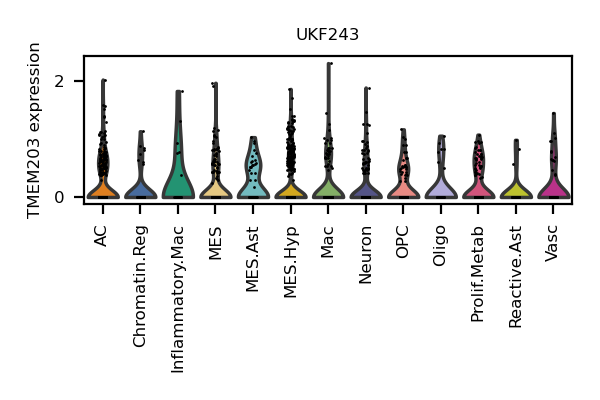 UKF243
TMEM203 expression
2
0
AC
Chromatin.Reg
Inflammatory.Mac
MES
MES.Ast
MES.Hyp
Mac
Neuron
OPC
Oligo
Prolif.Metab
Reactive.Ast
Vasc